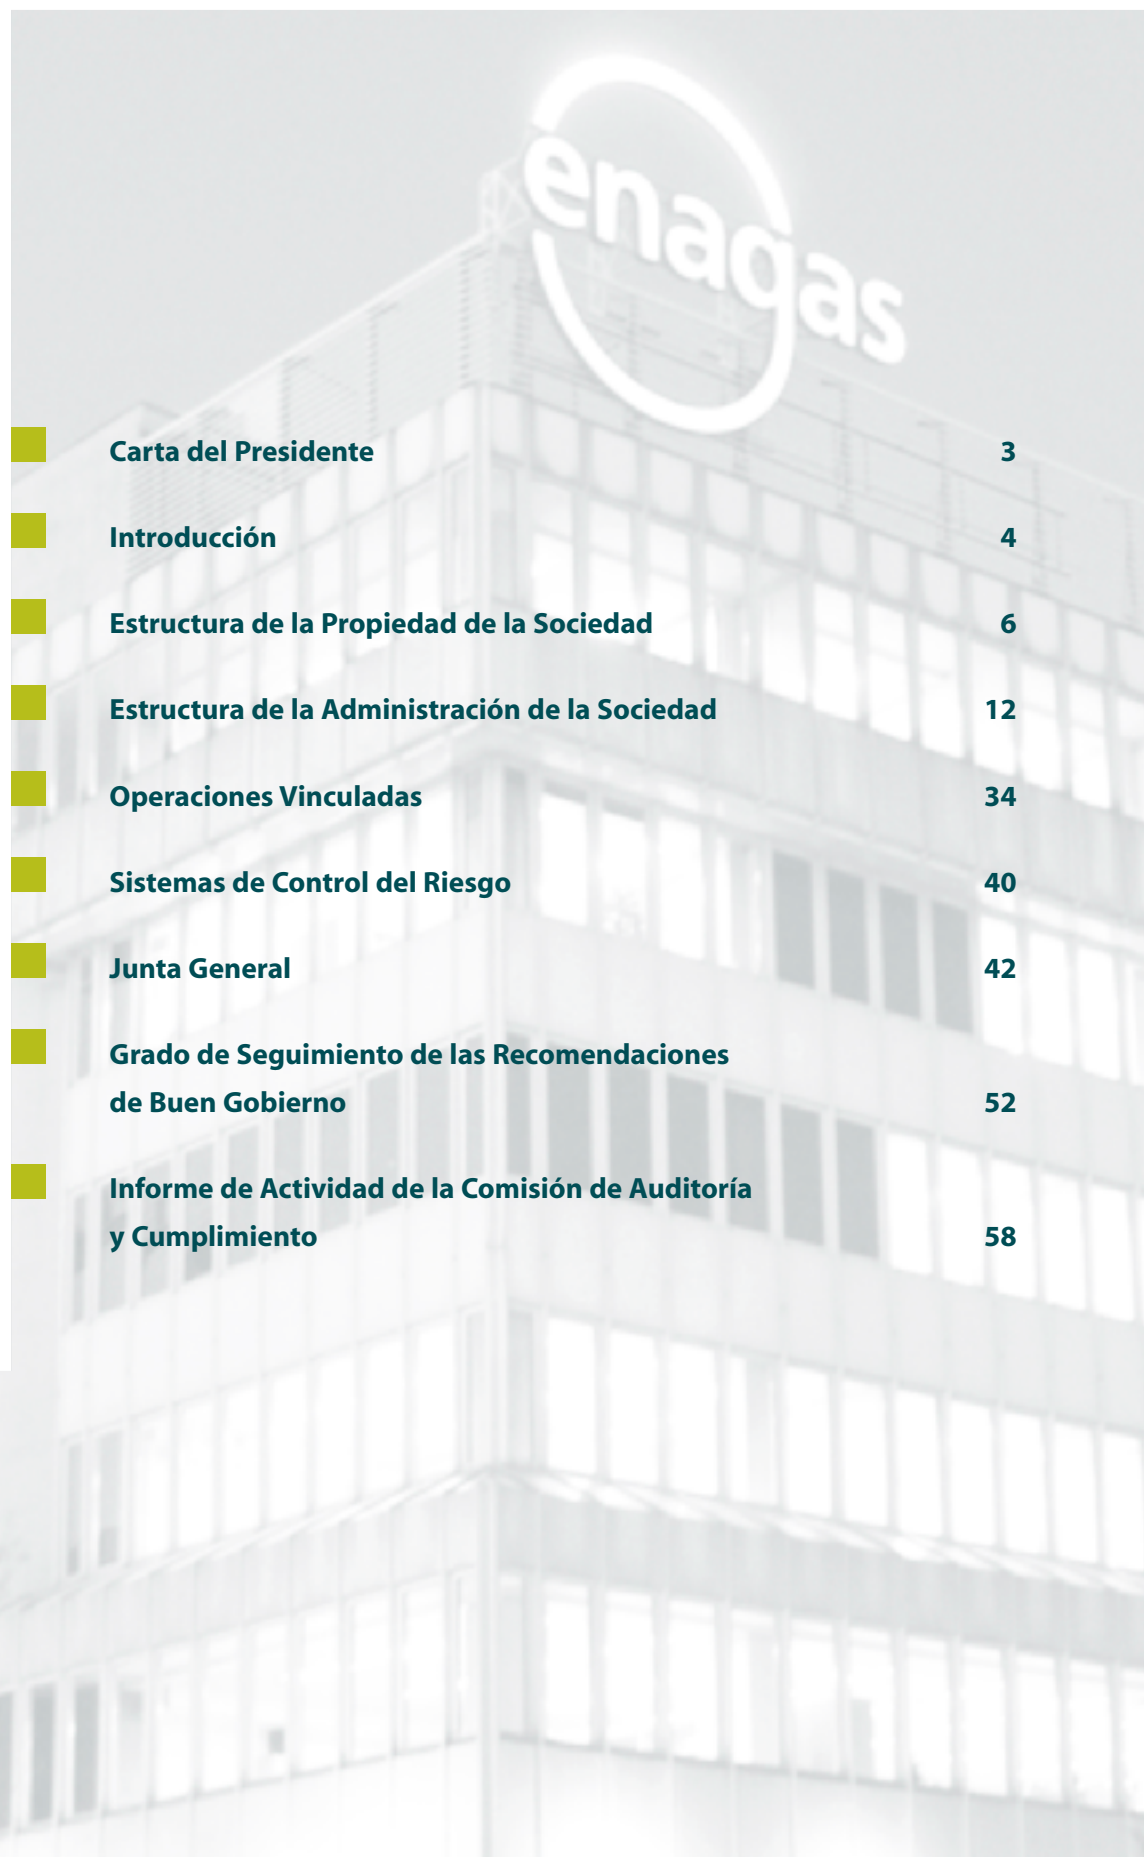 enagas
Carta del Presidente 3
Introducción 4
Estructura de la Propiedad de la Sociedad 6
Estructura de la Administración de la Sociedad 12
Operaciones Vinculadas 34
Sistemas de Control del Riesgo 40
Junta General 42
Grado de Seguimiento de las Recomendaciones
de Buen Gobierno 52
Informe de Actividad de la Comisión de Auditoría
y Cumplimiento 58